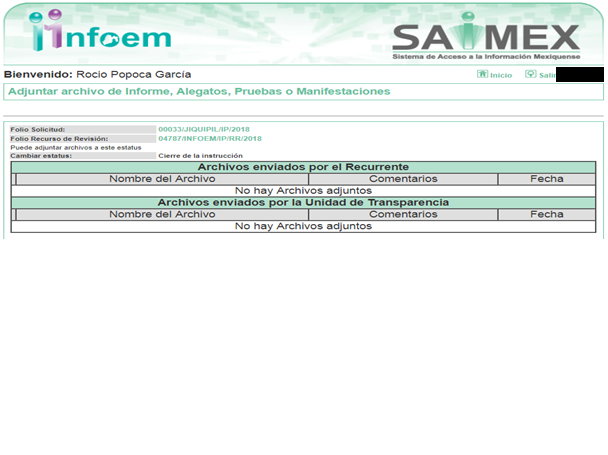 infoem
SAIMEX
Sistema de Acceso a la Información Mexiquense
Bienvenido: Rocio Popoca García
Inicio
Salir
Adjuntar archivo de Informe, Alegatos, Pruebas o Manifestaciones
Folio Solicitud: 00033/JIQUIPIL/IP/2018
Folio Recurso de Revisión: 04787/INFOEM/IP/RR/2018
Puede adjuntar archivos a este estatus
Cambiar estatus: Cierre de la instrucción
Archivos enviados por el Recurrente
Nombre del Archivo Comentarios Fecha
No hay Archivos adjuntos
Archivos enviados por la Unidad de Transparencia
Nombre del Archivo Comentarios Fecha
No hay Archivos adjuntos